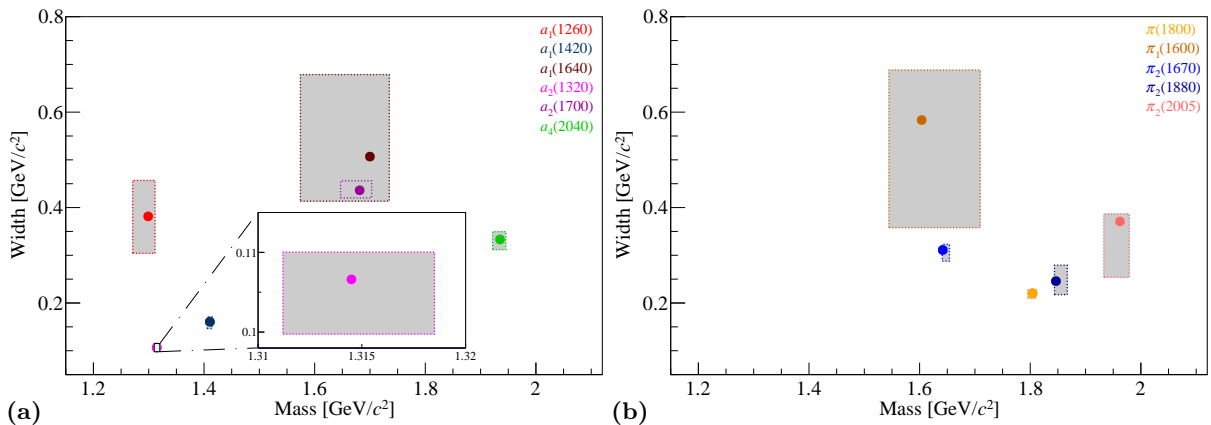 0.8
0.6
0.4
0.2
Width [GeV/c²]
a₁(1260)
a₁(1420)
a₁(1640)
a₂(1320)
a₂(1700)
a₄(2040)
0.11
0.1
1.31
1.315
1.32
1.2
1.4
1.6
1.8
2
Mass [GeV/c²]
(a)
0.8
0.6
0.4
0.2
Width [GeV/c²]
π(1800)
π₁(1600)
π₂(1670)
π₂(1880)
π₂(2005)
1.2
1.4
1.6
1.8
2
Mass [GeV/c²]
(b)